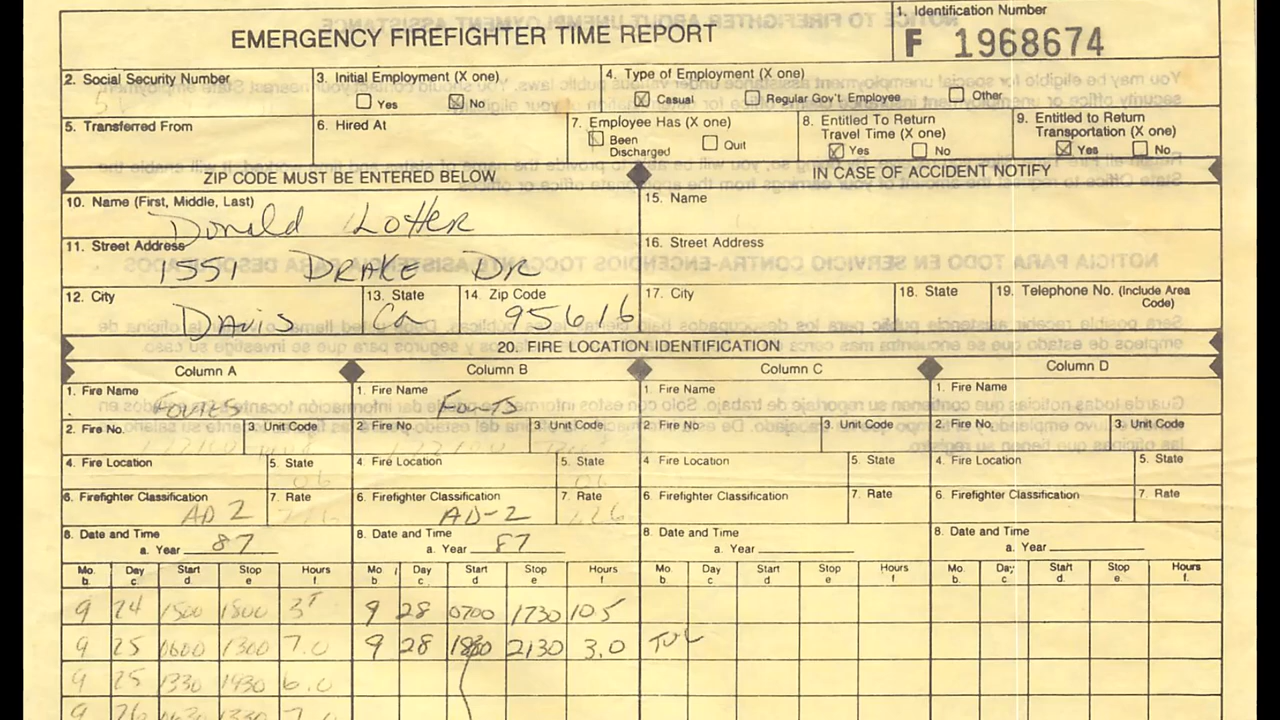 1. Identification Number
EMERGENCY FIREFIGHTER TIME REPORT
F 1968674
2. Social Security Number
3. Initial Employment (X one)
Yes No
4. Type of Employment (X one)
Casual Regular Gov't. Employee Other
5. Transferred From
6. Hired At
7. Employee Has (X one)
Been Discharged Quit
8. Entitled To Return Travel Time (X one)
Yes No
9. Entitled to Return Transportation (X one)
Yes No
ZIP CODE MUST BE ENTERED BELOW
IN CASE OF ACCIDENT NOTIFY
10. Name (First, Middle, Last)
Donald Lotter
15. Name
11. Street Address
1551 DRAKE DR
16. Street Address
12. City
Davis
13. State
Ca
14. Zip Code
95616
17. City
18. State
19. Telephone No. (Include Area Code)
20. FIRE LOCATION IDENTIFICATION
Column A Column B Column C Column D
1. Fire Name 1. Fire Name Fouts 1. Fire Name 1. Fire Name
2. Fire No. 3. Unit Code 2. Fire No. 3. Unit Code 2. Fire No. 3. Unit Code 2. Fire No. 3. Unit Code
4. Fire Location 5. State 4. Fire Location 5. State 4. Fire Location 5. State 4. Fire Location 5. State
06 06
6. Firefighter Classification 7. Rate 6. Firefighter Classification 7. Rate 6. Firefighter Classification 7. Rate 6. Firefighter Classification 7. Rate
AD 2 AD-2
8. Date and Time 8. Date and Time 8. Date and Time 8. Date and Time
a. Year 87 a. Year 87 a. Year a. Year
Mo. Day Start Stop Hours Mo. Day Start Stop Hours Mo. Day Start Stop Hours Mo. Day Start Stop Hours
b. c. d e f. b. c. d e f. b. c. d e f. b. c. d. e f.
9 24 1500 1800 9 28 0700 1730 10.5
9 25 0600 1300 7.0 9 28 2130 3.0
9 25 1330 6.0
9 26